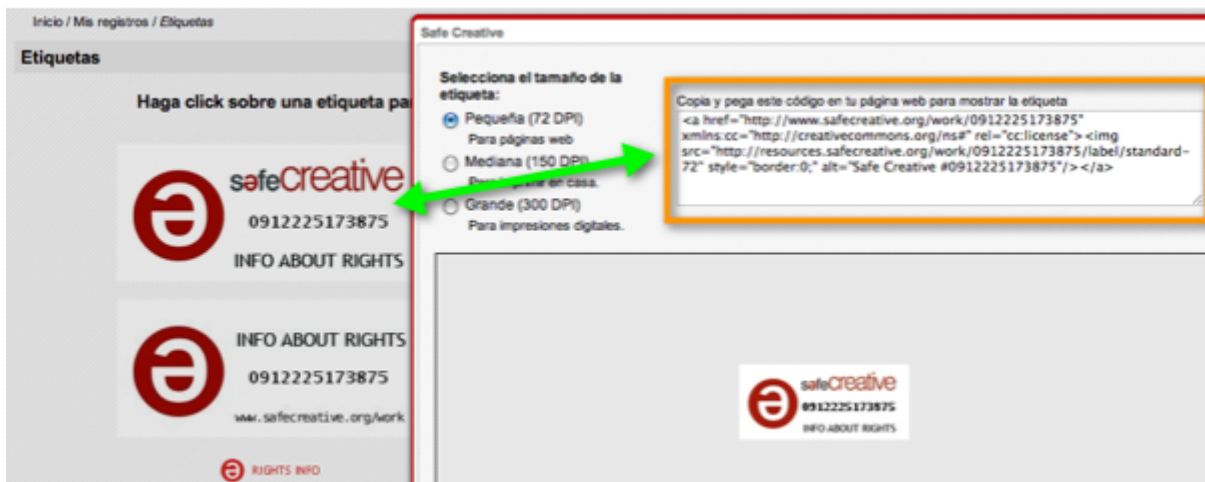 Inicio / Mis registros / Etiquetas
Etiquetas
Haga click sobre una etiqueta pa
safecreative
0912225173875
INFO ABOUT RIGHTS
INFO ABOUT RIGHTS
0912225173875
www.safecreative.org/work
RIGHTS INFO
Safe Creative
Selecciona el tamaño de la
etiqueta:
Pequeña (72 DPI)
Para páginas web
Mediana (150 DPI)
Para imprimir en casa.
Grande (300 DPI)
Para impresiones digitales.
Copia y pega este código en tu página web para mostrar la etiqueta
<a href="http://www.safecreative.org/work/0912225173875"
xmlns:cc="http://creativecommons.org/ns#" rel="cc:license"><img
src="http://resources.safecreative.org/work/0912225173875/label/standard-
72" style="border:0;" alt="Safe Creative #0912225173875"/></a>
safecreative
0912225173875
INFO ABOUT RIGHTS